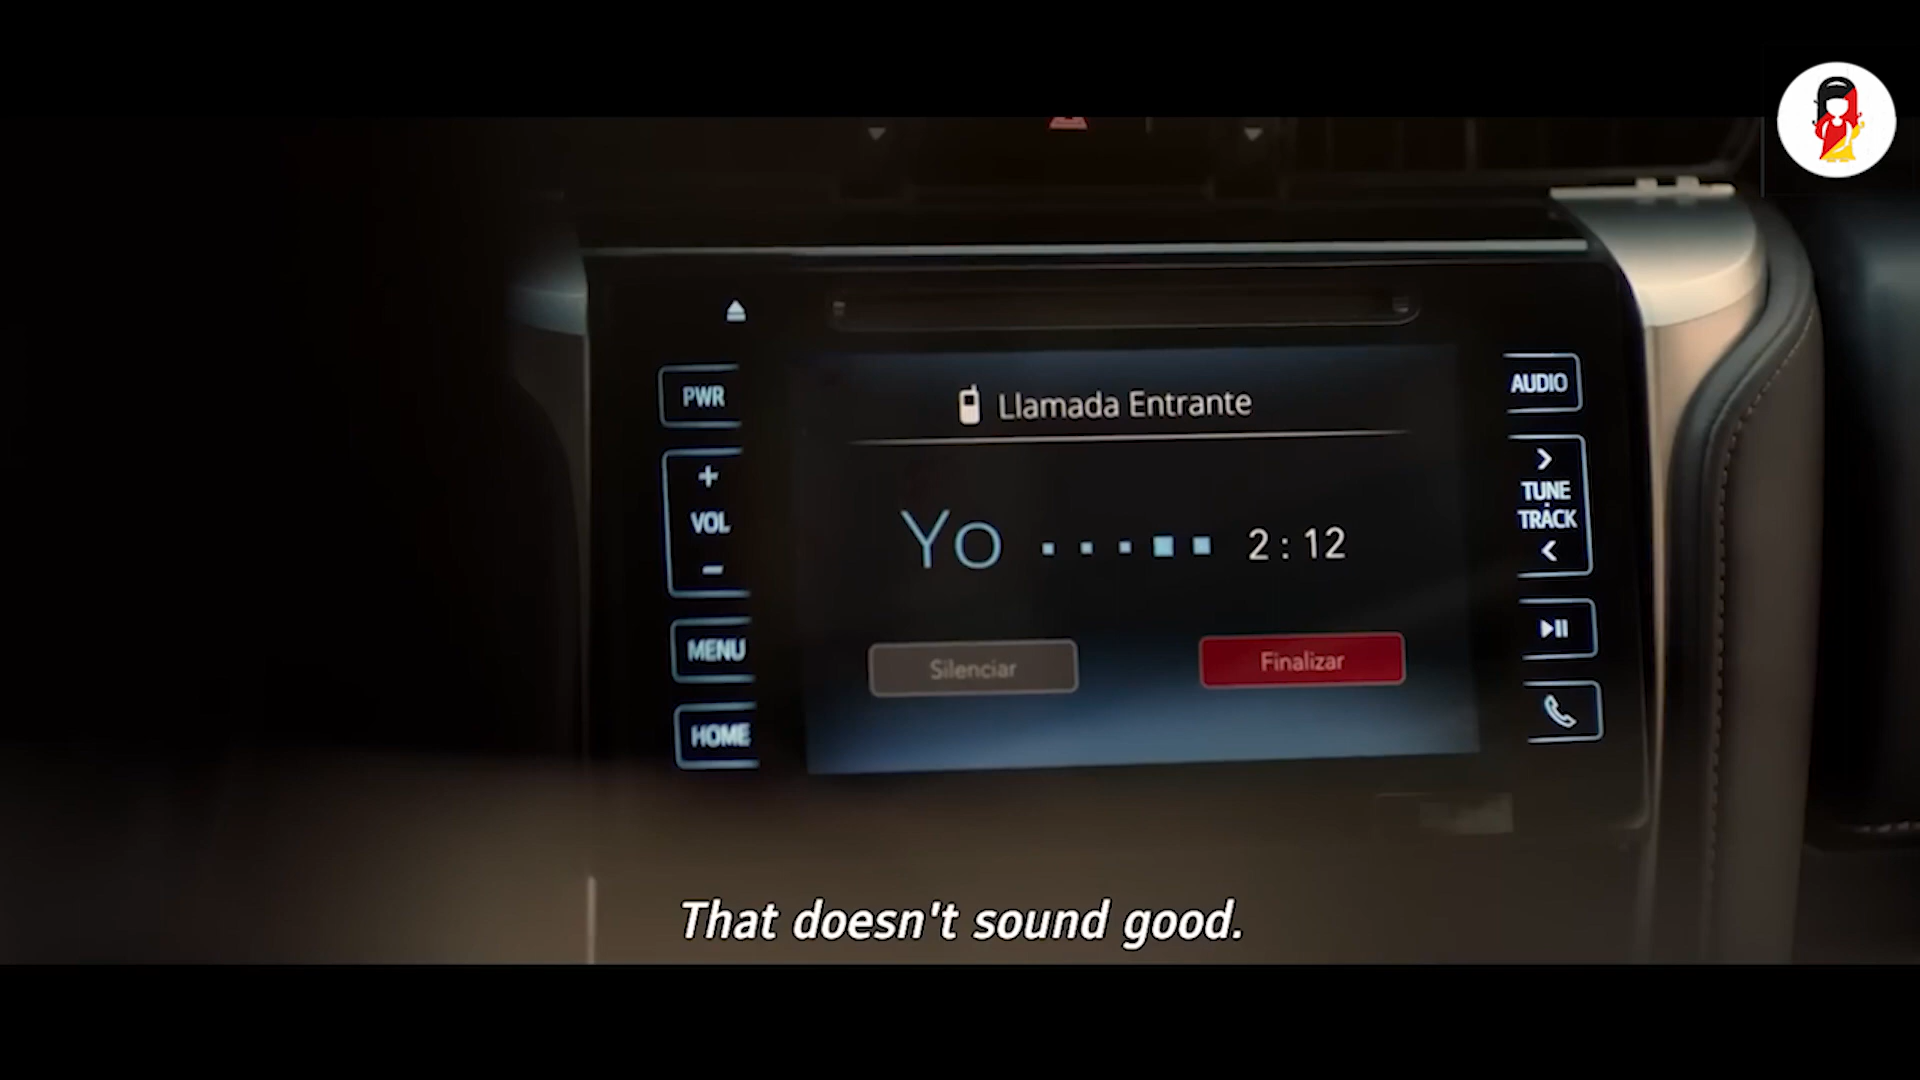 Llamada Entrante
PWR
AUDIO
+
VOL
-
Yo 2:12
>
TUNE
TRACK
<
MENU
Silenciar
Finalizar
HOME
That doesn't sound good.